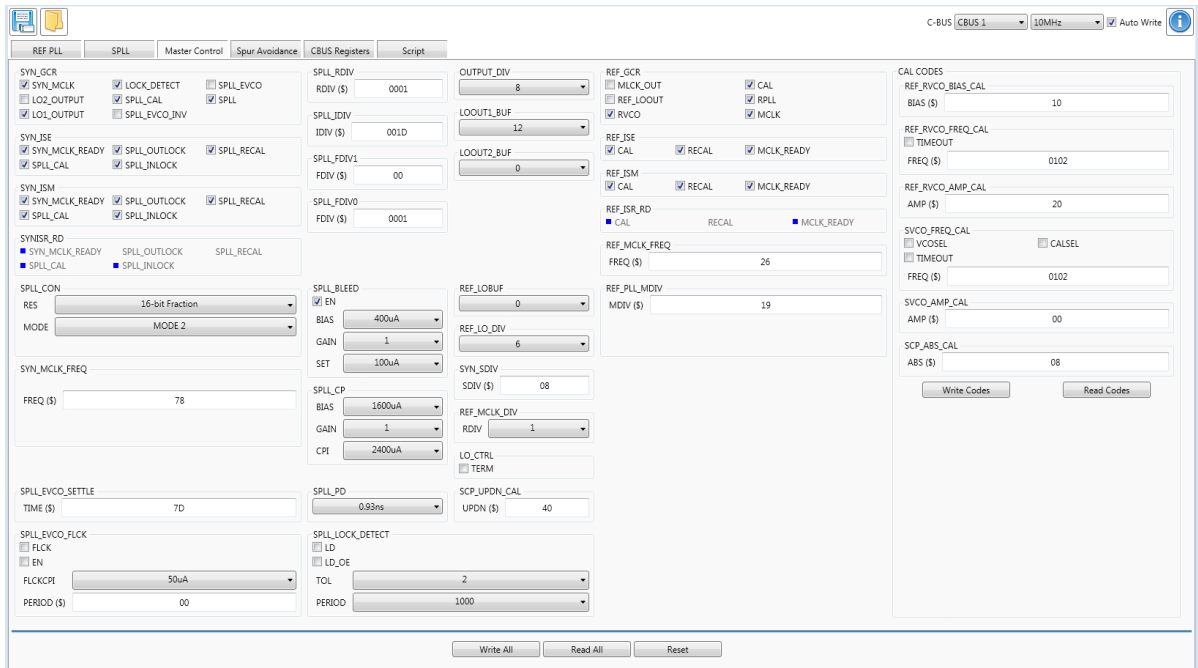 C-BUS CBUS 1 10MHz Auto Write
REF PLL SPLL Master Control Spur Avoidance CBUS Registers Script
SYN_GCR
SYN_MCLK LOCK_DETECT SPLL_EVCO
LO2_OUTPUT SPLL_CAL SPLL
LO1_OUTPUT SPLL_EVCO_INV
SYN_ISE
SYN_MCLK_READY SPLL_OUTLOCK SPLL_RECAL
SPLL_CAL SPLL_INLOCK
SYN_ISM
SYN_MCLK_READY SPLL_OUTLOCK SPLL_RECAL
SPLL_CAL SPLL_INLOCK
SYNISR_RD
SYN_MCLK_READY SPLL_OUTLOCK SPLL_RECAL
SPLL_CAL SPLL_INLOCK
SPLL_CON
RES 16-bit Fraction
MODE MODE 2
SYN_MCLK_FREQ
FREQ ($) 78
SPLL_EVCO_SETTLE
TIME ($) 7D
SPLL_EVCO_FLCK
FLCK
EN
FLCKCPI 50uA
PERIOD ($) 00
SPLL_RDIV
RDIV ($) 0001
SPLL_IDIV
IDIV ($) 001D
SPLL_FDIV1
FDIV ($) 00
SPLL_FDIV0
FDIV ($) 0001
SPLL_BLEED
EN
BIAS 400uA
GAIN 1
SET 100uA
SPLL_CP
BIAS 1600uA
GAIN 1
CPI 2400uA
SPLL_PD
0.93ns
SPLL_LOCK_DETECT
LD
LD_OE
TOL 2
PERIOD 1000
OUTPUT_DIV
8
LOOUT1_BUF
12
LOOUT2_BUF
0
REF_LOBUF
0
REF_LO_DIV
6
SYN_SDIV
SDIV ($) 08
REF_MCLK_DIV
RDIV 1
LO_CTRL
TERM
SCP_UPDN_CAL
UPDN ($) 40
REF_GCR
MLCK_OUT CAL
REF_LOOUT RPLL
RVCO MCLK
REF_ISE
CAL RECAL MCLK_READY
REF_ISM
CAL RECAL MCLK_READY
REF_ISR_RD
CAL RECAL MCLK_READY
REF_MCLK_FREQ
FREQ ($) 26
REF_PLL_MDIV
MDIV ($) 19
CAL CODES
REF_RVCO_BIAS_CAL
BIAS ($) 10
REF_RVCO_FREQ_CAL
TIMEOUT
FREQ ($) 0102
REF_RVCO_AMP_CAL
AMP ($) 20
SVCO_FREQ_CAL
VCOSEL CALSEL
TIMEOUT
FREQ ($) 0102
SVCO_AMP_CAL
AMP ($) 00
SCP_ABS_CAL
ABS ($) 08
Write Codes Read Codes
Write All Read All Reset